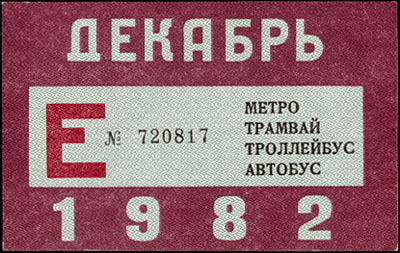 ДЕКАБРЬ
Е № 720817
МЕТРО
ТРАМВАЙ
ТРОЛЛЕЙБУС
АВТОБУС
1982